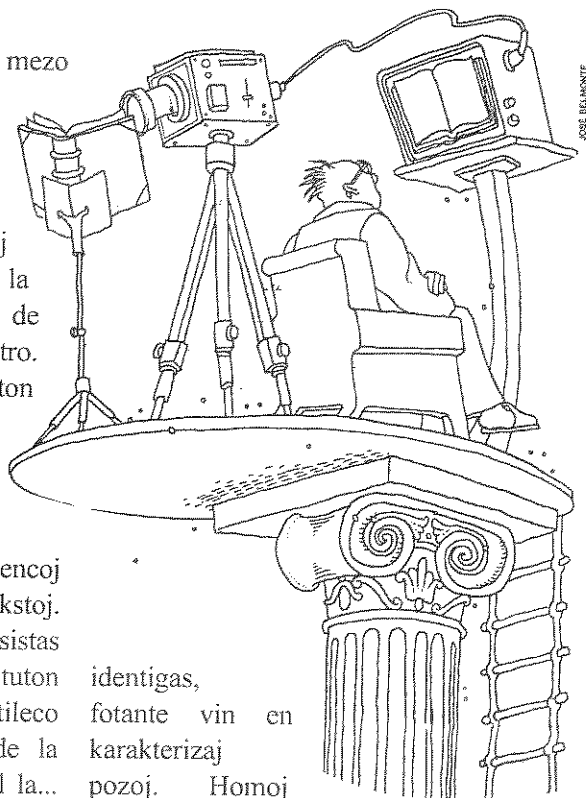 mezo
j
la
de
tro.
ton
encoj
kstoj.
sistas
tuton
tileco
de la
l la...
identigas,
fotante vin en
karakterizaj
pozoj. Homoj
JOSÉ BELMONTE